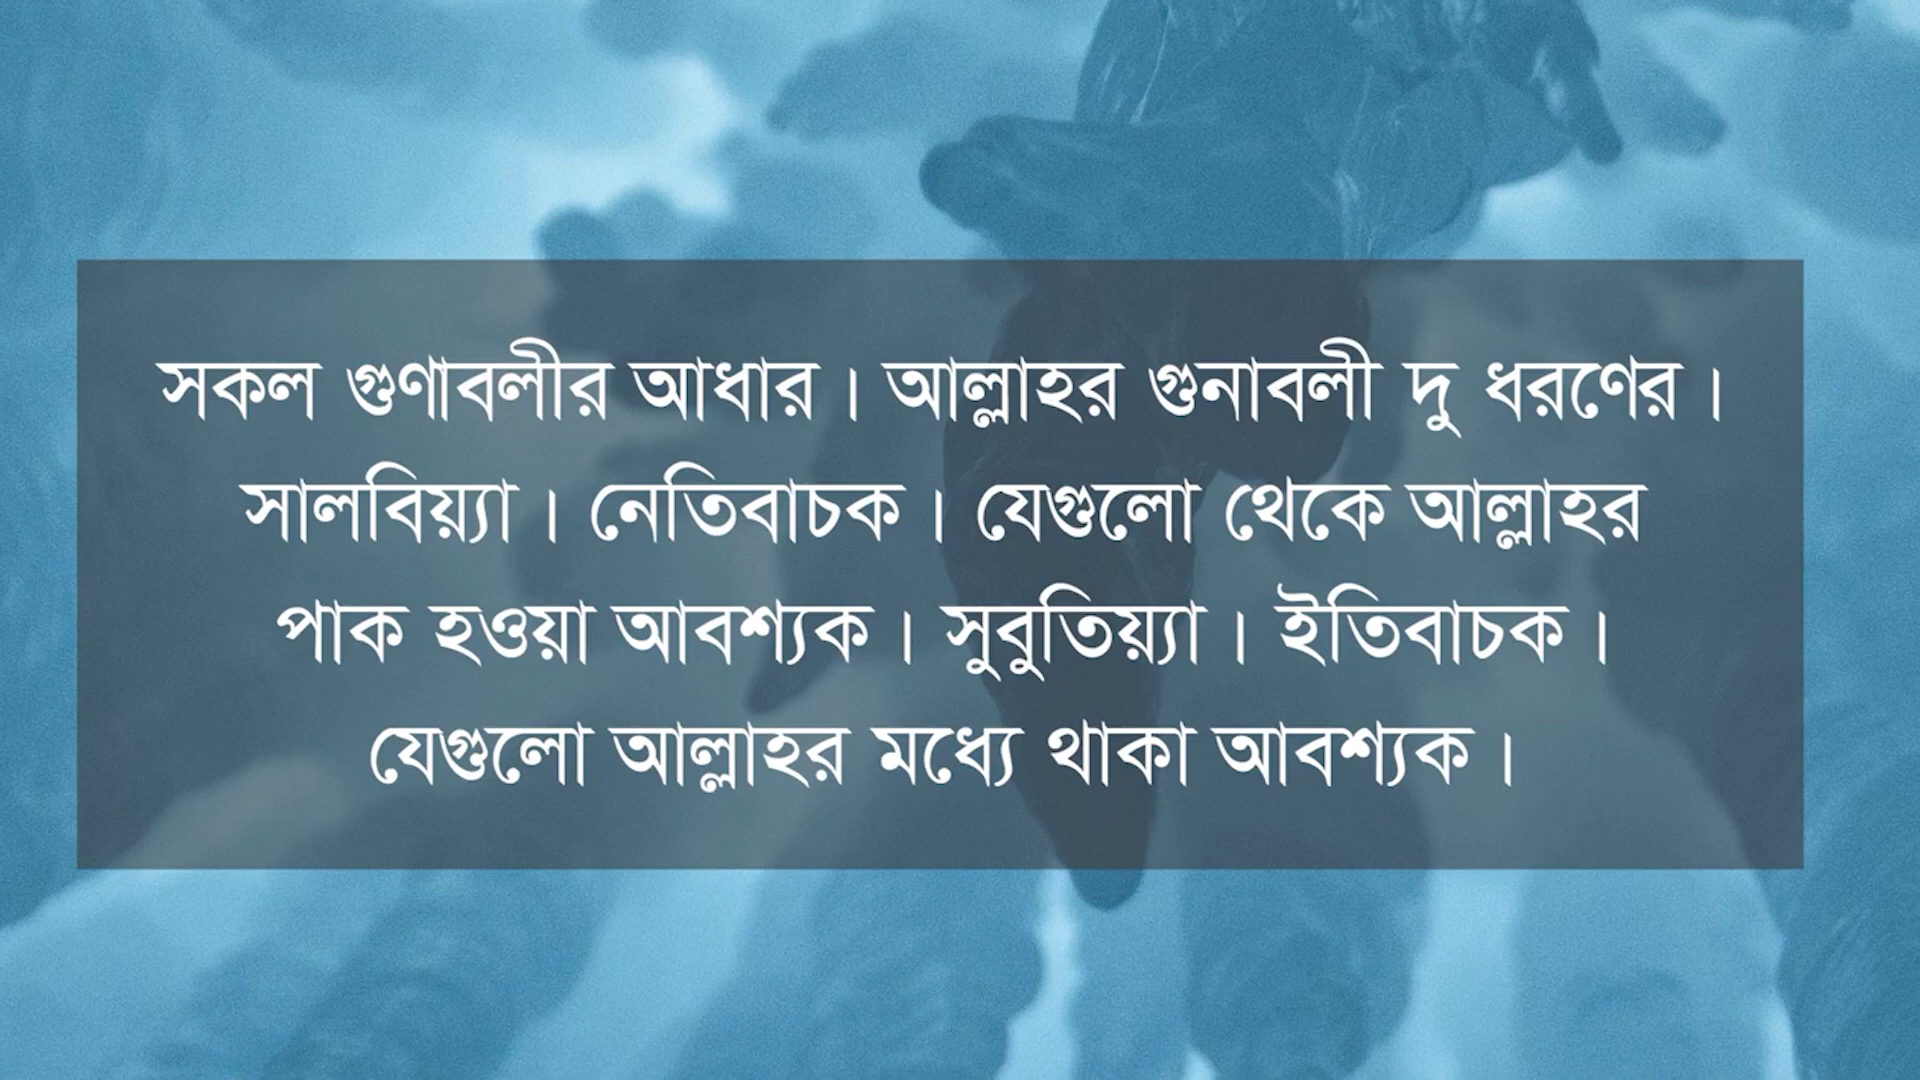 সকল গুণাবলীর আধার। আল্লাহর গুনাবলী দু ধরণের।
সালবিয়্যা। নেতিবাচক। যেগুলো থেকে আল্লাহর
পাক হওয়া আবশ্যক। সুবুতিয়্যা। ইতিবাচক।
যেগুলো আল্লাহর মধ্যে থাকা আবশ্যক।